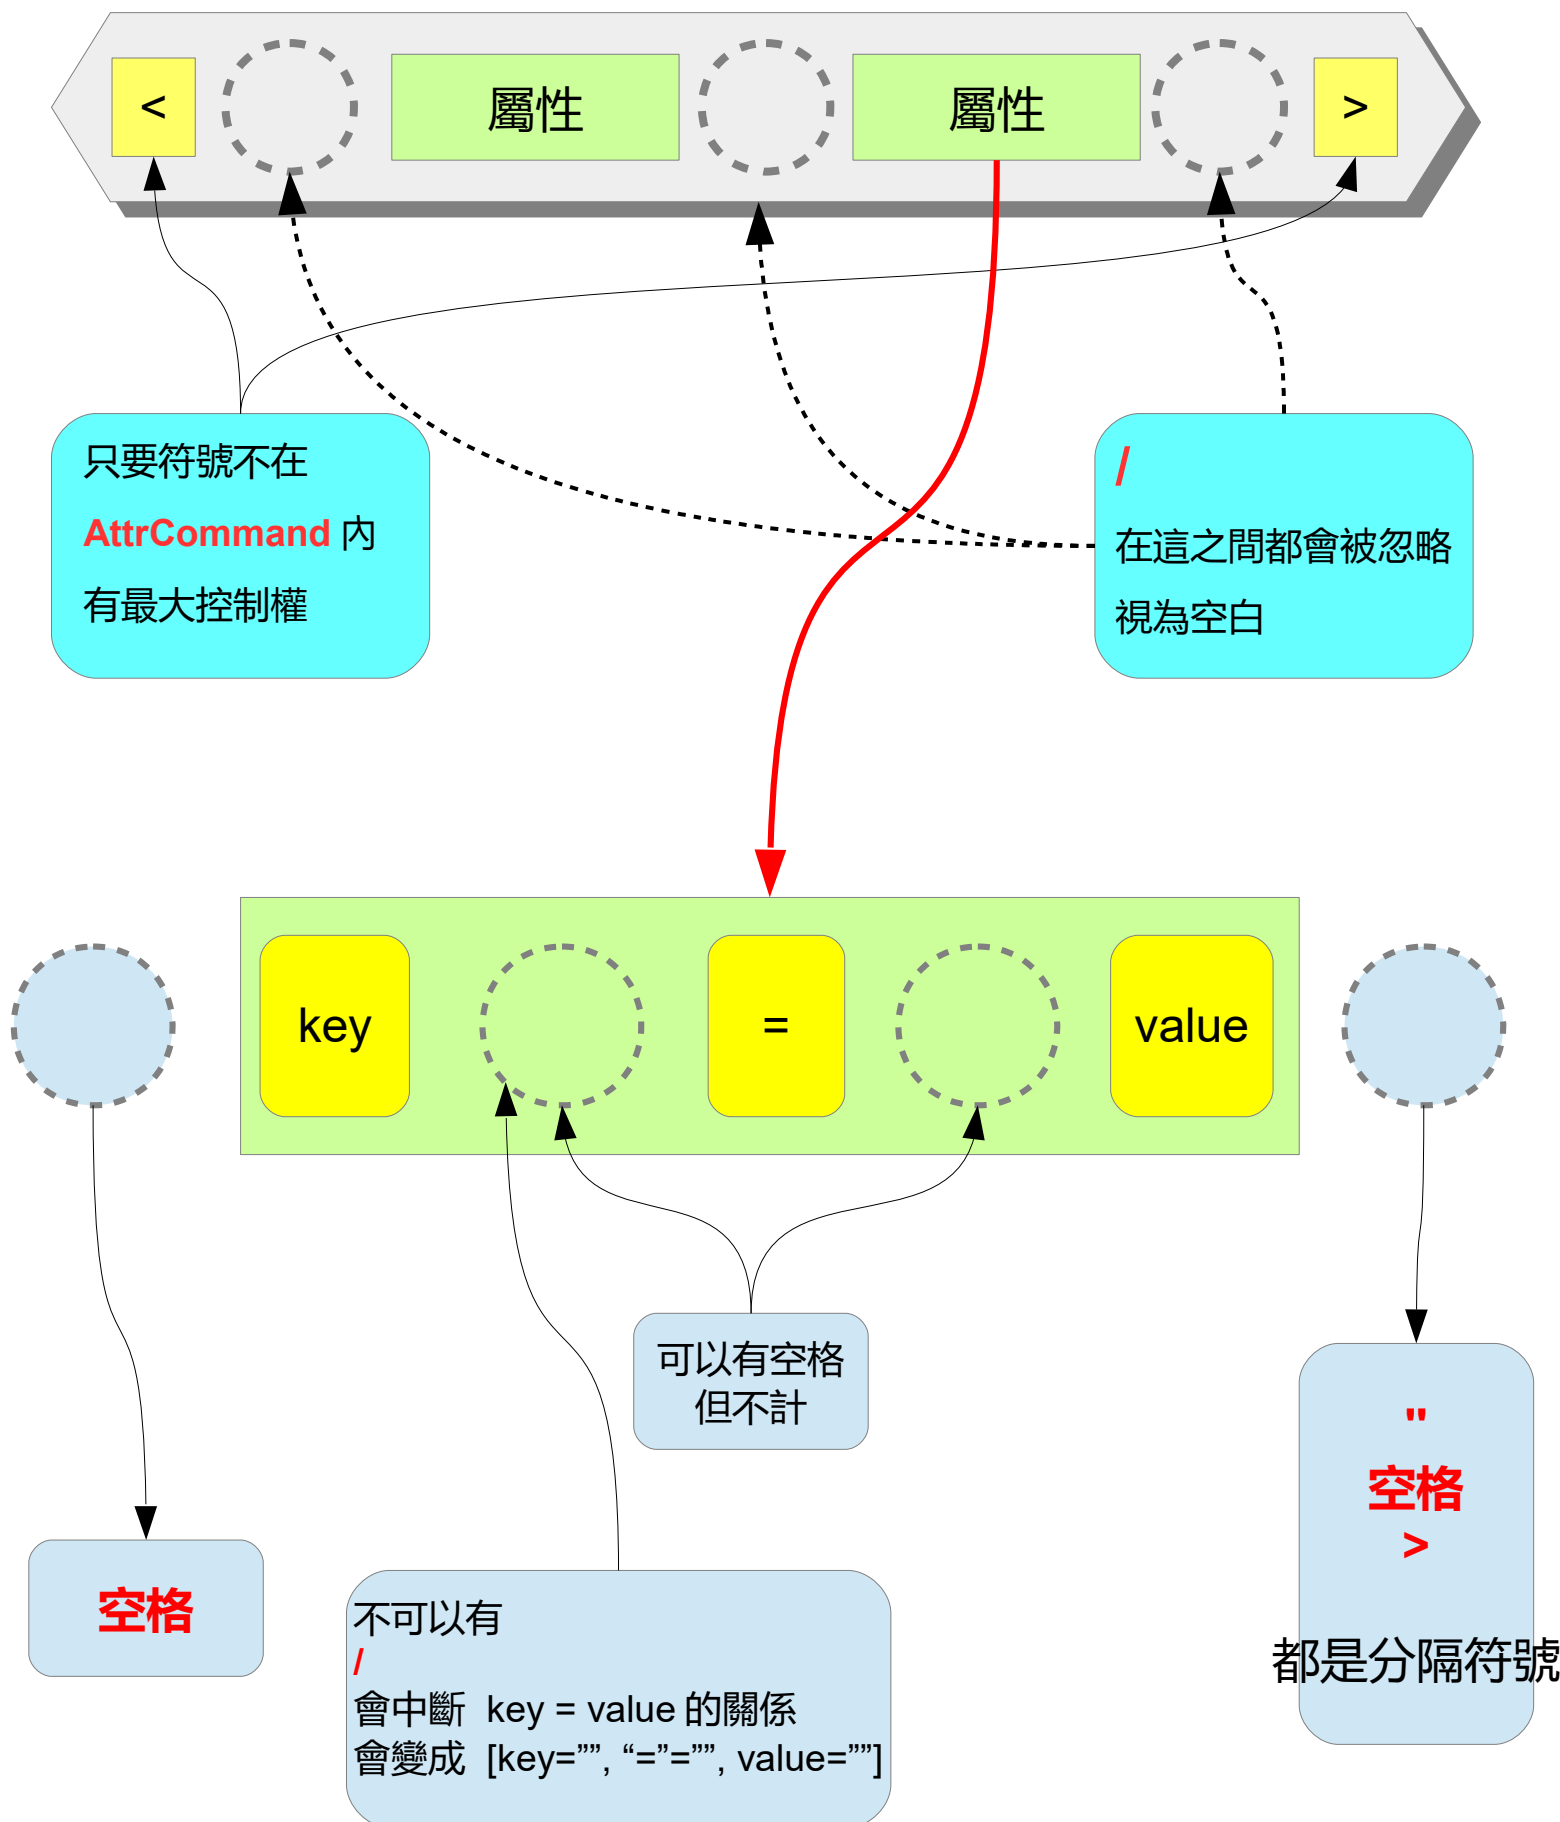 <
屬性
屬性
>
只要符號不在
AttrCommand 內
有最大控制權
/
在這之間都會被忽略
視為空白
key
=
value
可以有空格
但不計
"
空格
>
都是分隔符號
空格
不可以有
/
會中斷  key = value 的關係
會變成  [key=””, “=”=””, value=””]